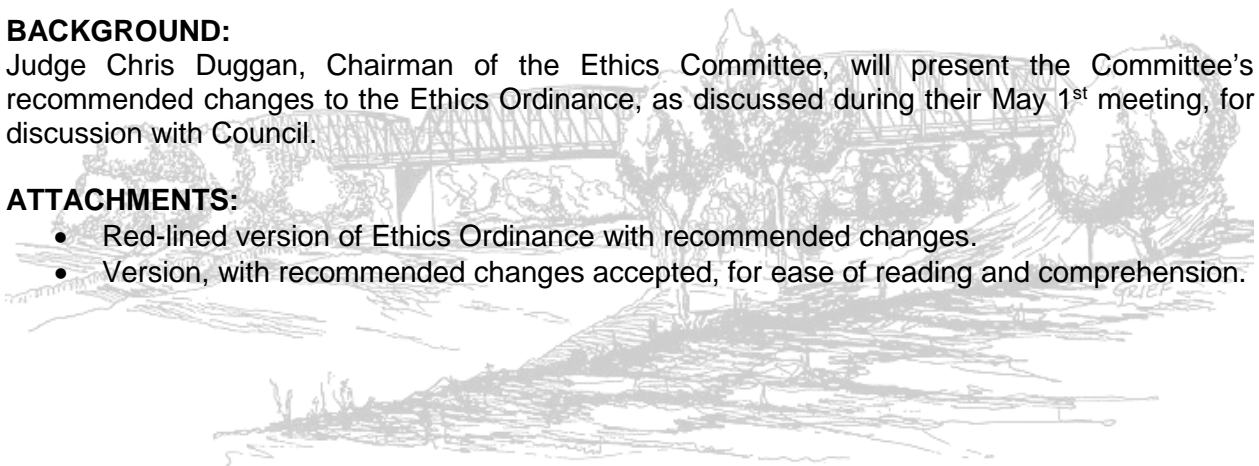 BACKGROUND:
Judge Chris Duggan, Chairman of the Ethics Committee, will present the Committee's
recommended changes to the Ethics Ordinance, as discussed during their May 1st meeting, for
discussion with Council.
ATTACHMENTS:
• Red-lined version of Ethics Ordinance with recommended changes.
• Version, with recommended changes accepted, for ease of reading and comprehension.